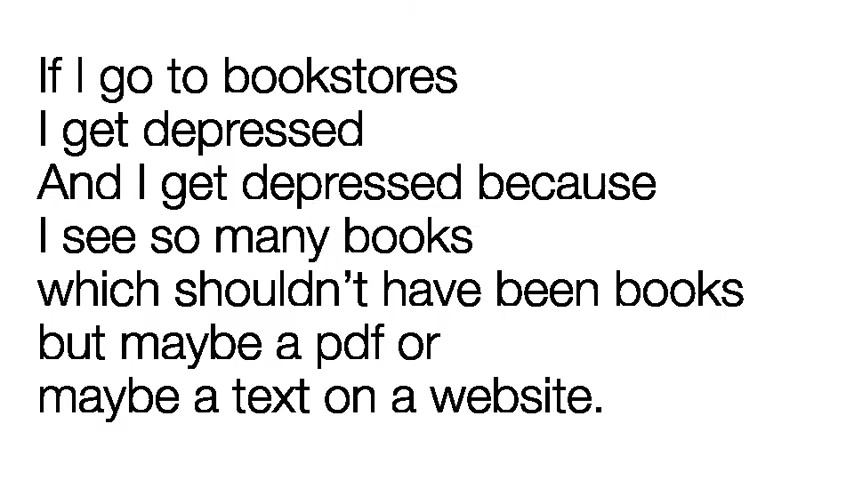 If I go to bookstores
I get depressed
And I get depressed because
I see so many books
which shouldn’t have been books
but maybe a pdf or
maybe a text on a website.